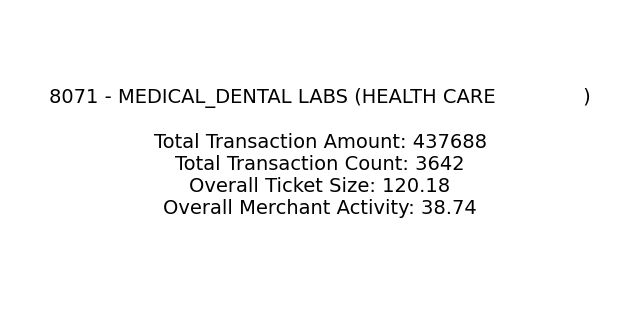 8071 - MEDICAL_DENTAL LABS (HEALTH CARE              )
Total Transaction Amount: 437688
Total Transaction Count: 3642
Overall Ticket Size: 120.18
Overall Merchant Activity: 38.74